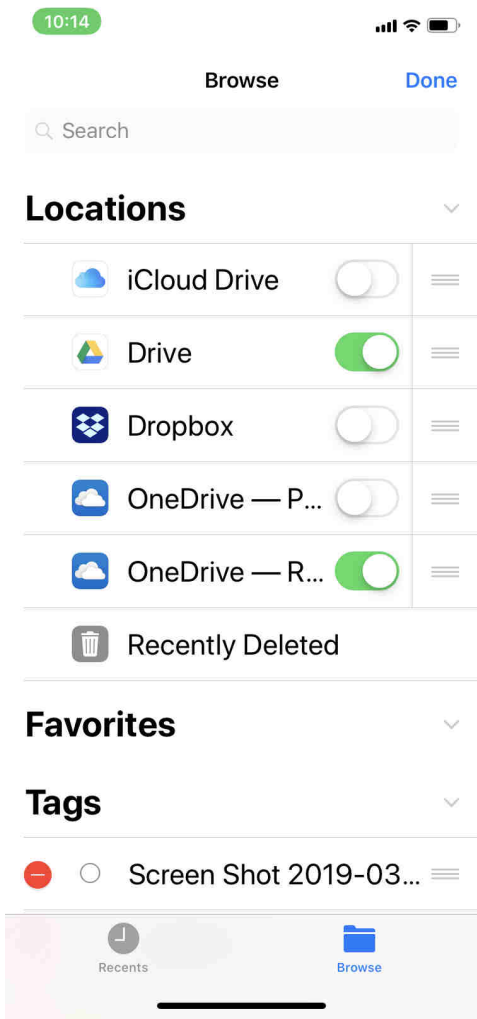 10:14
Browse
Done
Search
Locations
iCloud Drive
Drive
Dropbox
OneDrive — P...
OneDrive — R...
Recently Deleted
Favorites
Tags
Screen Shot 2019-03...
Recents
Browse